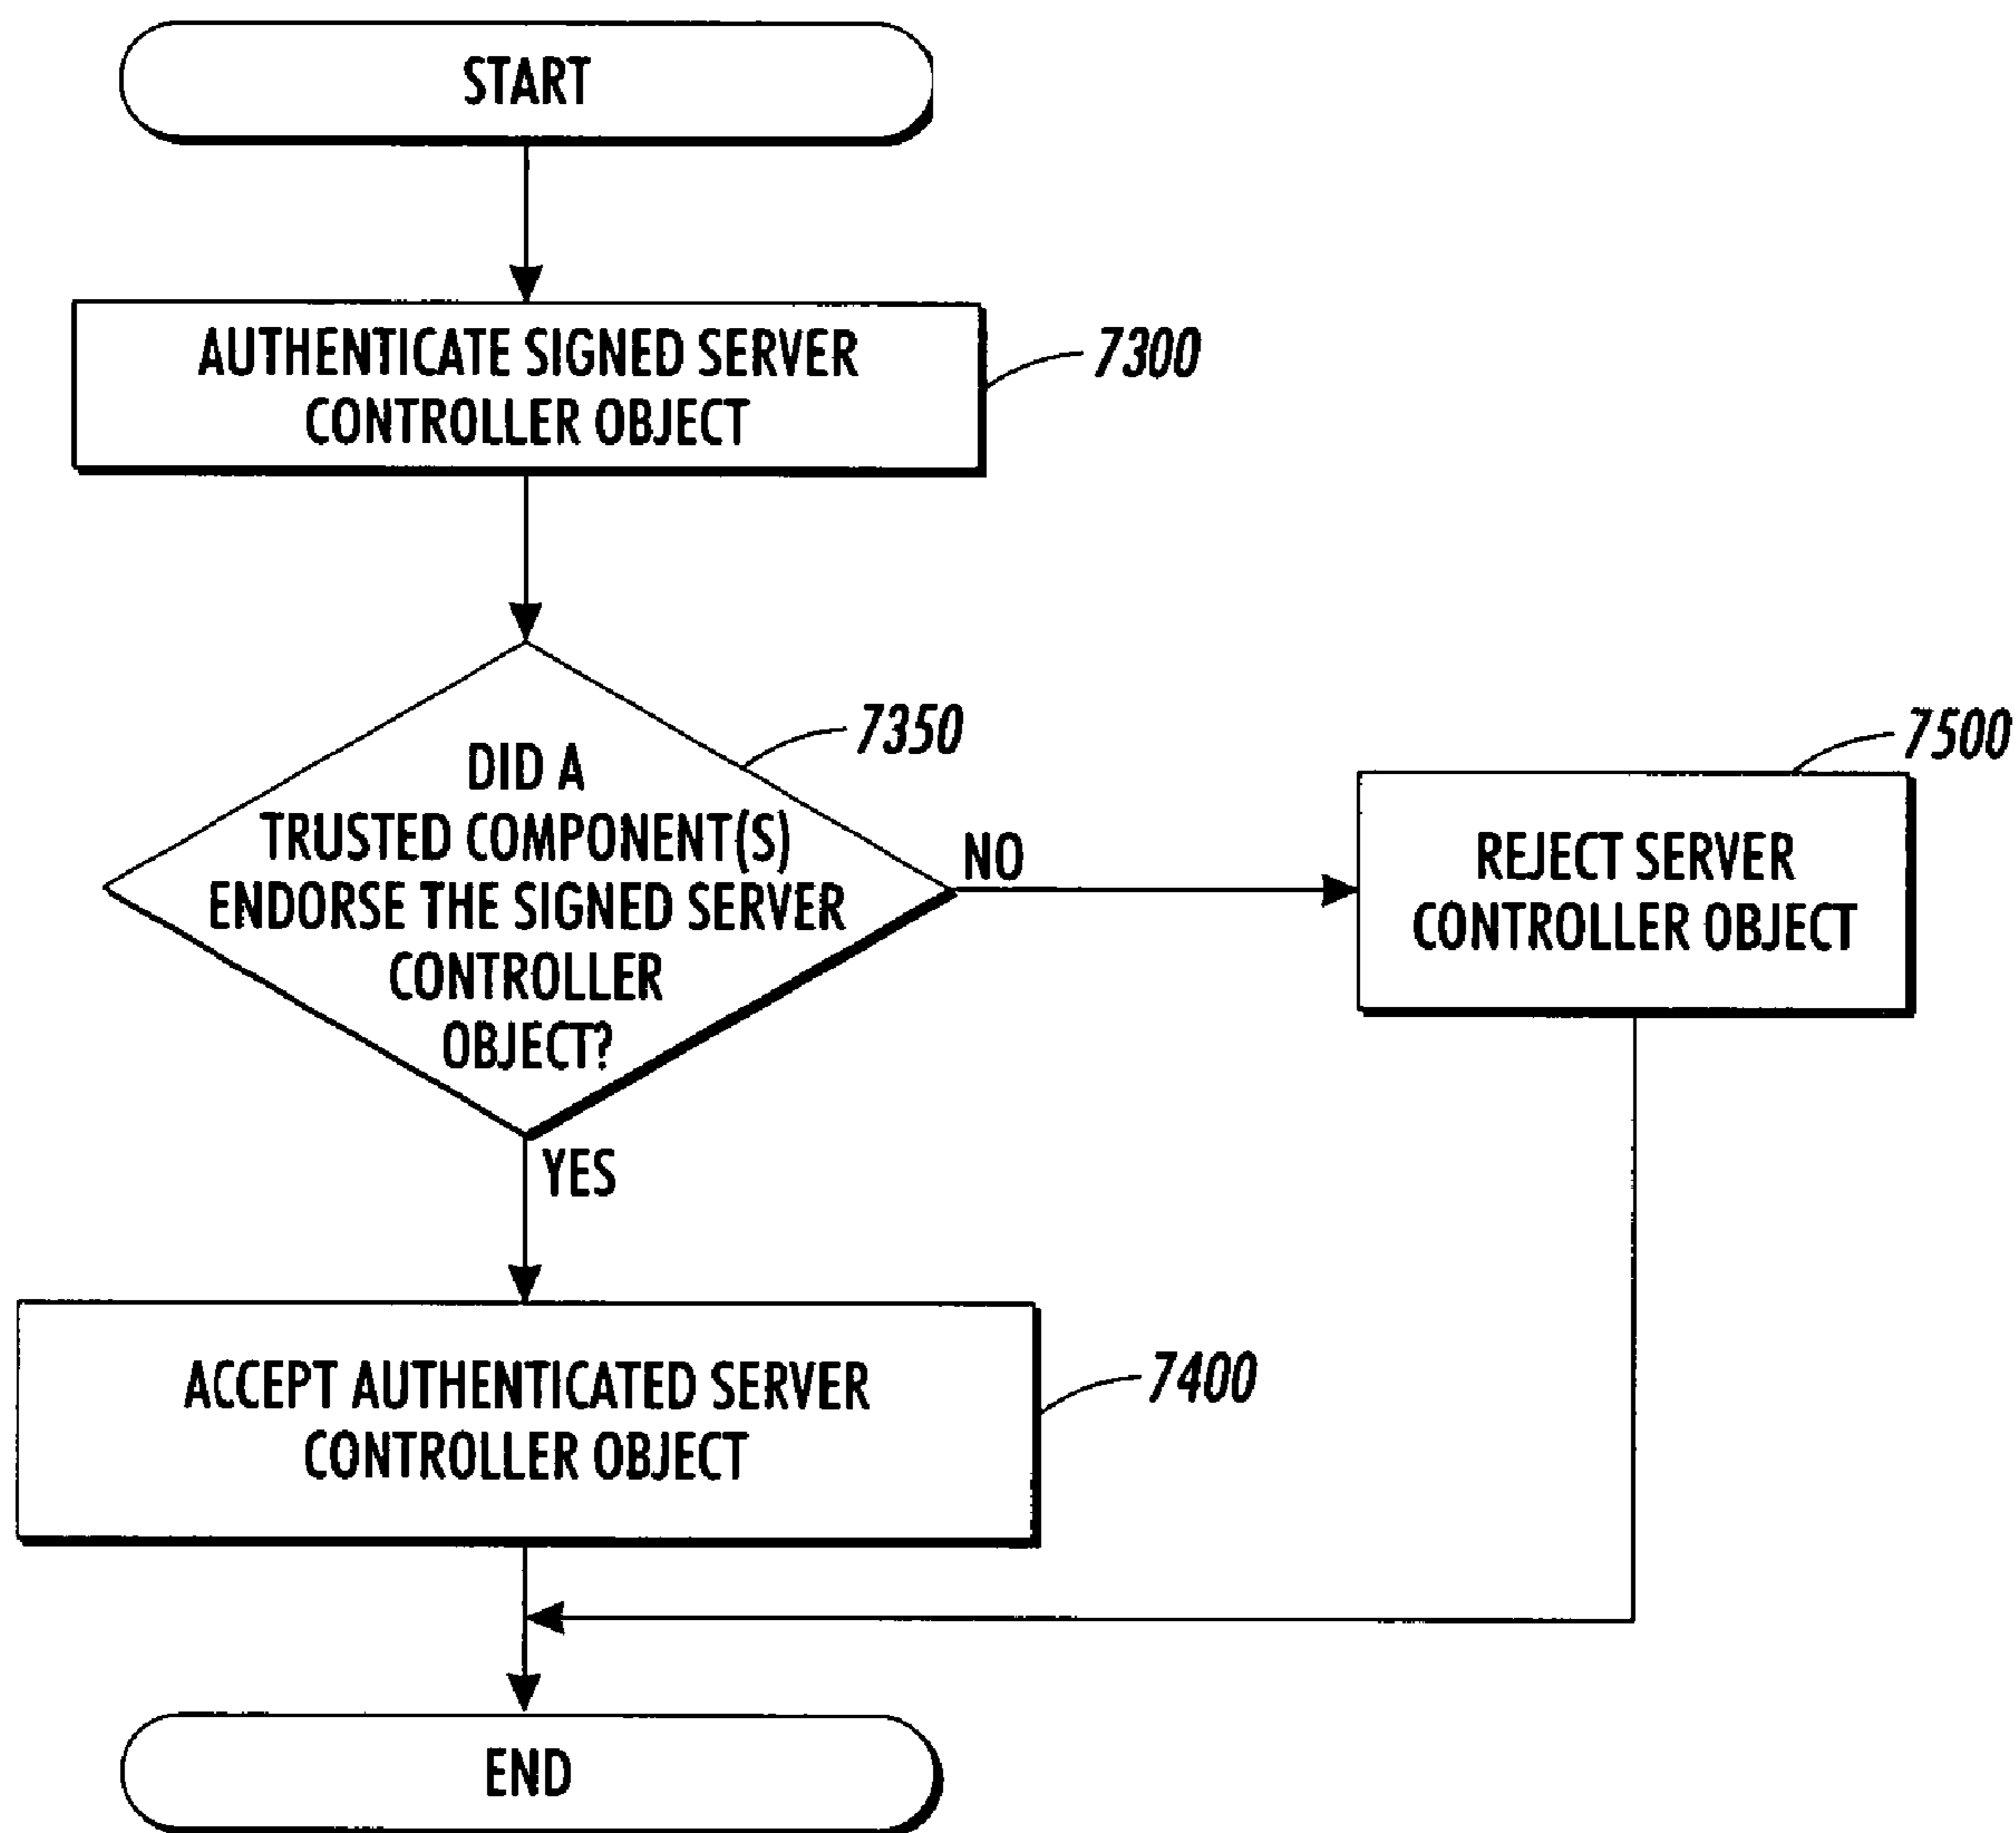 START
AUTHENTICATE SIGNED SERVER
CONTROLLER OBJECT
7300
DID A
TRUSTED COMPONENT(S)
ENDORSE THE SIGNED SERVER
CONTROLLER
OBJECT?
7350
NO
REJECT SERVER
CONTROLLER OBJECT
7500
YES
ACCEPT AUTHENTICATED SERVER
CONTROLLER OBJECT
7400
END